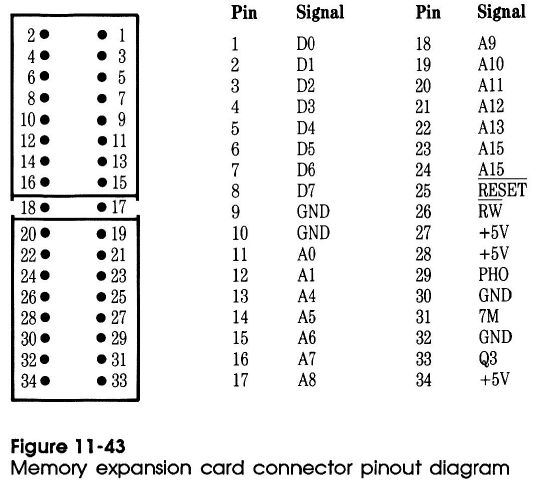 2 1
4 3
6 5
8 7
10 9
12 11
14 13
16 15
18 17
20 19
22 21
24 23
26 25
28 27
30 29
32 31
34 33
Pin Signal Pin Signal
1 D0 18 A9
2 D1 19 A10
3 D2 20 A11
4 D3 21 A12
5 D4 22 A13
6 D5 23 A15
7 D6 24 A15
8 D7 25 RESET
9 GND 26 RW
10 GND 27 +5V
11 A0 28 +5V
12 A1 29 PHO
13 A4 30 GND
14 A5 31 7M
15 A6 32 GND
16 A7 33 Q3
17 A8 34 +5V
Figure 11-43
Memory expansion card connector pinout diagram